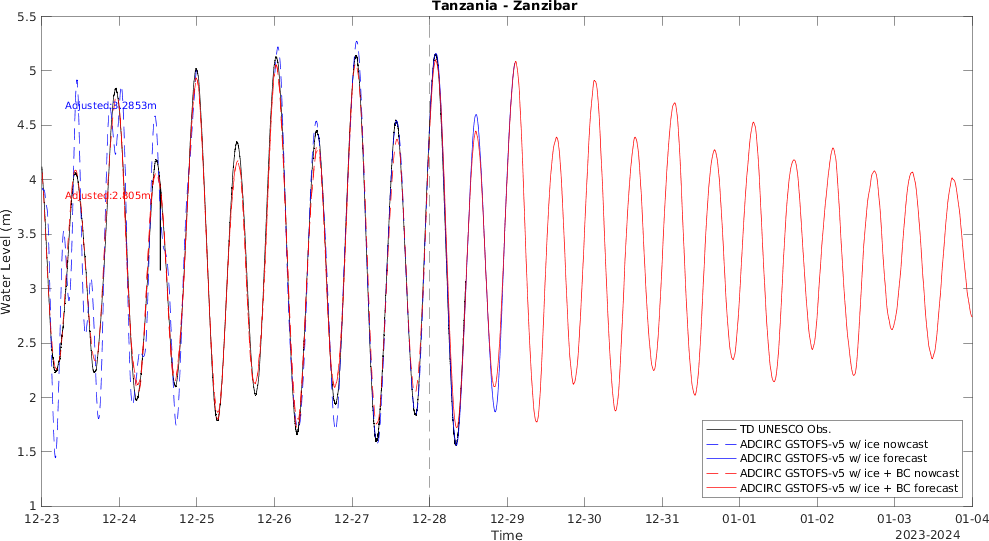 Tanzania - Zanzibar
5.5
5
4.5
4
3.5
3
2.5
2
1.5
1
Water Level (m)
Adjusted:3.2853m
Adjusted:2.805m
TD UNESCO Obs.
ADCIRC GSTOFS-v5 w/ ice nowcast
ADCIRC GSTOFS-v5 w/ ice forecast
ADCIRC GSTOFS-v5 w/ ice + BC nowcast
ADCIRC GSTOFS-v5 w/ ice + BC forecast
12-23 12-24 12-25 12-26 12-27 12-28 12-29 12-30 12-31 01-01 01-02 01-03 01-04
Time
2023-2024